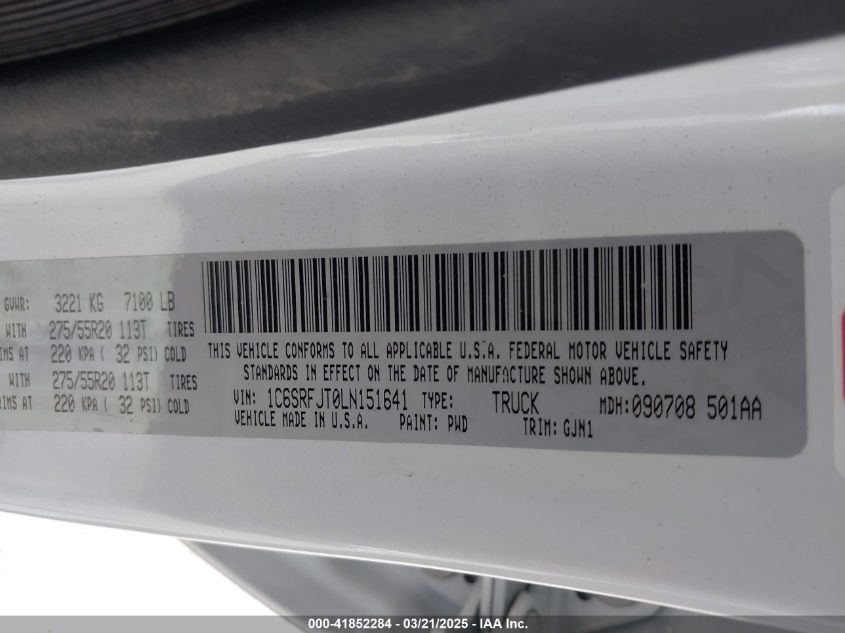 GVWR: 3221 KG 7100 LB
WITH 275/55R20 113T TIRES
IMS AT 220 KPA ( 32 PSI) COLD
WITH 275/55R20 113T TIRES
RIMS AT 220 KPA ( 32 PSI) COLD
THIS VEHICLE CONFORMS TO ALL APPLICABLE U.S.A. FEDERAL MOTOR VEHICLE SAFETY
STANDARDS IN EFFECT ON THE DATE OF MANUFACTURE SHOWN ABOVE.
VIN: 1C6SRFJT0LN151641 TYPE: TRUCK MDH:090708 501AA
VEHICLE MADE IN U.S.A. PAINT: PWD TRIM: GJN1
000-41852284 - 03/21/2025 - IAA Inc.